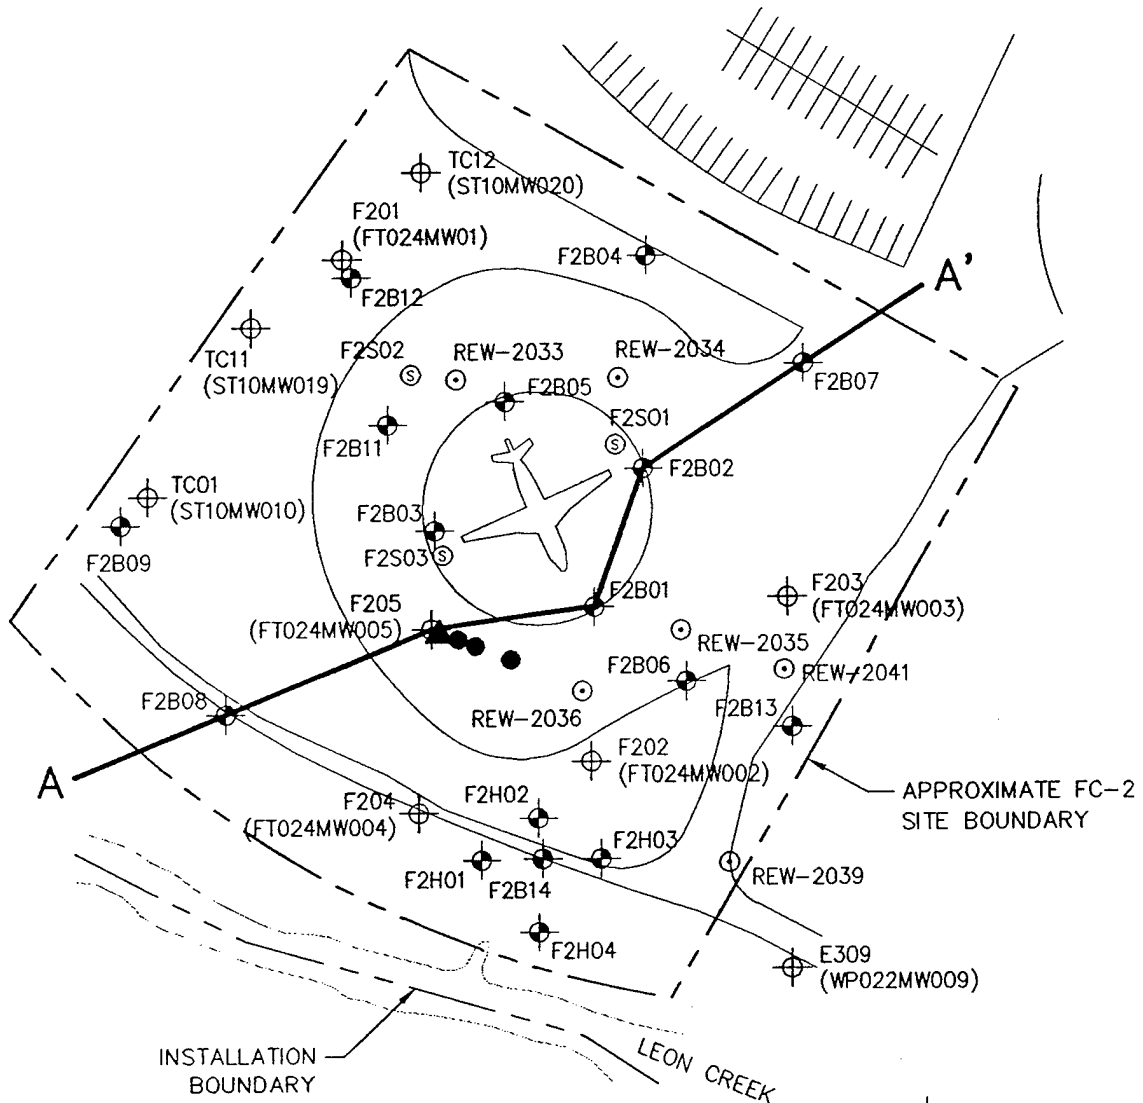 TC12
(ST10MW020)
F201
(FT024MW01)
F2B04
F2B12
A'
TC11
(ST10MW019)
F2S02
REW-2033
REW-2034
F2B05
F2B07
F2S01
S
S
F2B11
F2B02
TC01
(ST10MW010)
F2B03
F2S03
S
F2B09
F2B01
F205
(FT024MW005)
F203
(FT024MW003)
REW-2035
F2B06
REW-2041
F2B08
REW-2036
F2B13
A
F202
(FT024MW002)
APPROXIMATE FC-2
SITE BOUNDARY
F204
(FT024MW004)
F2H02
F2H03
F2H01
F2B14
REW-2039
F2H04
E309
(WP022MW009)
INSTALLATION
BOUNDARY
LEON CREEK